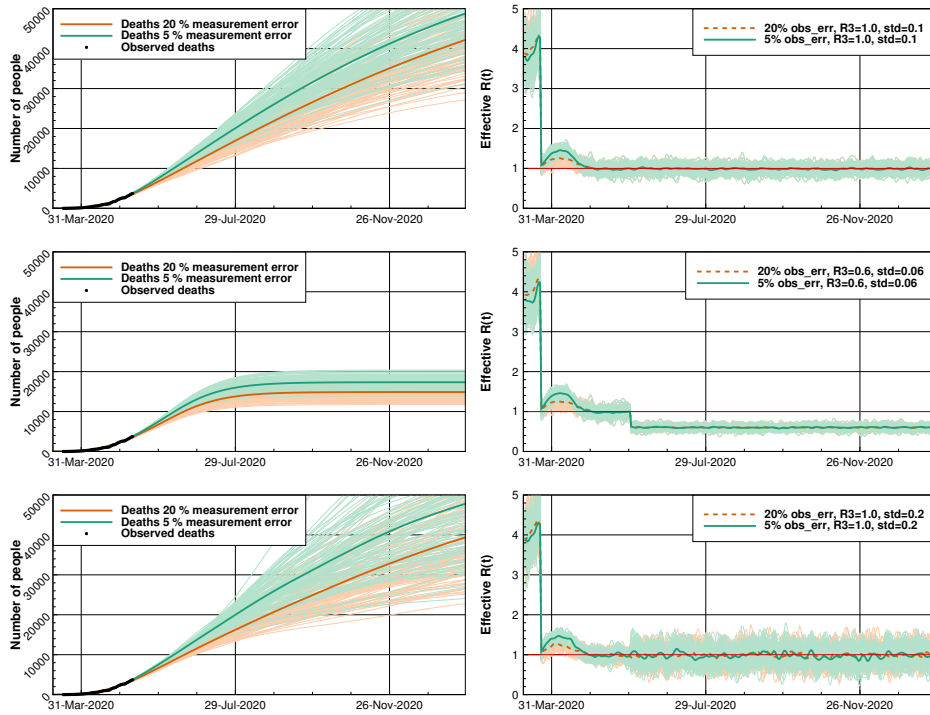 Number of people
50000
40000
30000
20000
10000
0
Deaths 20 % measurement error
Deaths 5 % measurement error
Observed deaths
31-Mar-2020 29-Jul-2020 26-Nov-2020
Effective R(t)
5
4
3
2
1
0
20% obs_err, R3=1.0, std=0.1
5% obs_err, R3=1.0, std=0.1
31-Mar-2020 29-Jul-2020 26-Nov-2020
Number of people
50000
40000
30000
20000
10000
0
Deaths 20 % measurement error
Deaths 5 % measurement error
Observed deaths
31-Mar-2020 29-Jul-2020 26-Nov-2020
Effective R(t)
5
4
3
2
1
0
20% obs_err, R3=0.6, std=0.06
5% obs_err, R3=0.6, std=0.06
31-Mar-2020 29-Jul-2020 26-Nov-2020
Number of people
50000
40000
30000
20000
10000
0
Deaths 20 % measurement error
Deaths 5 % measurement error
Observed deaths
31-Mar-2020 29-Jul-2020 26-Nov-2020
Effective R(t)
5
4
3
2
1
0
20% obs_err, R3=1.0, std=0.2
5% obs_err, R3=1.0, std=0.2
31-Mar-2020 29-Jul-2020 26-Nov-2020